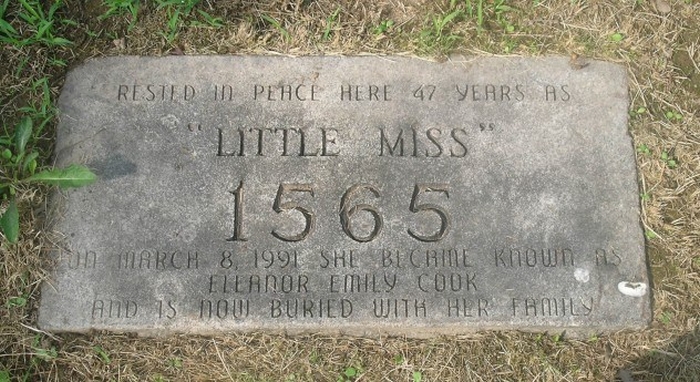 RESTED IN PEACE HERE 47 YEARS AS
"LITTLE MISS"
1565
ON MARCH 8, 1991 SHE BECAME KNOWN AS
ELEANOR EMILY COOK
AND IS NOW BURIED WITH HER FAMILY